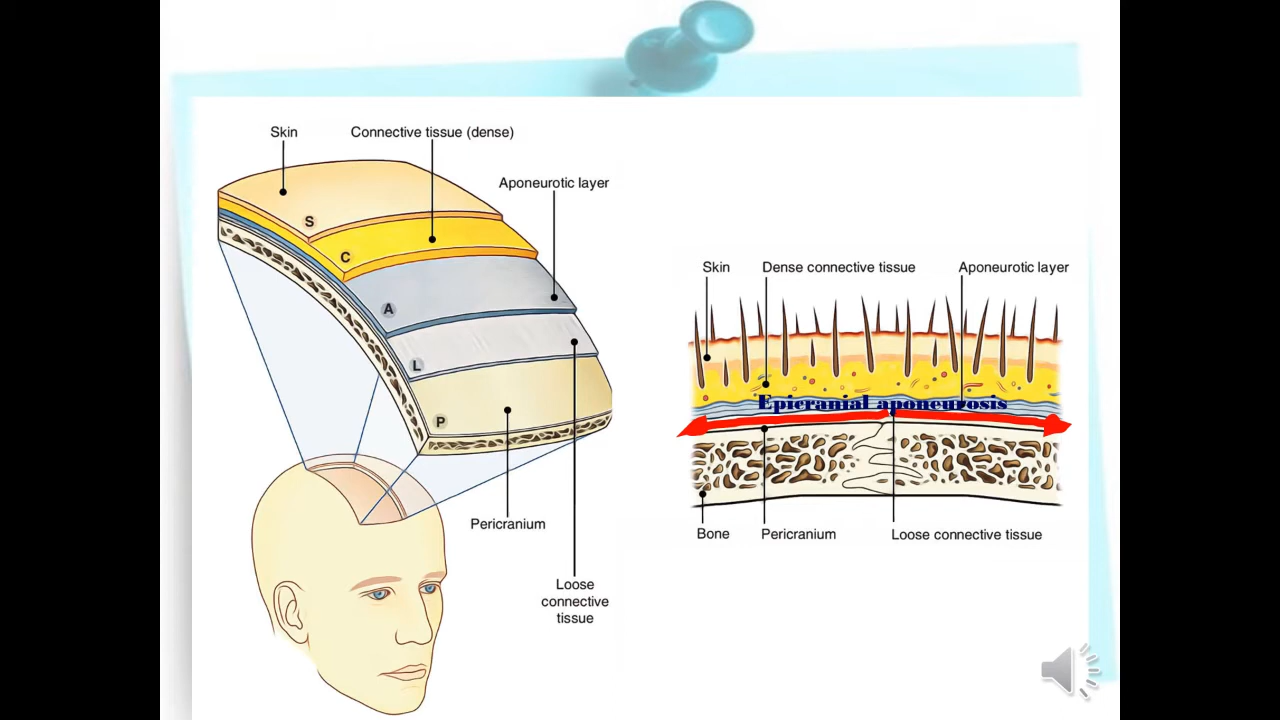 Skin
Connective tissue (dense)
Aponeurotic layer
S
C
A
L
P
Pericranium
Loose
connective
tissue
Skin
Dense connective tissue
Aponeurotic layer
Epicranial aponeurosis
Bone
Pericranium
Loose connective tissue